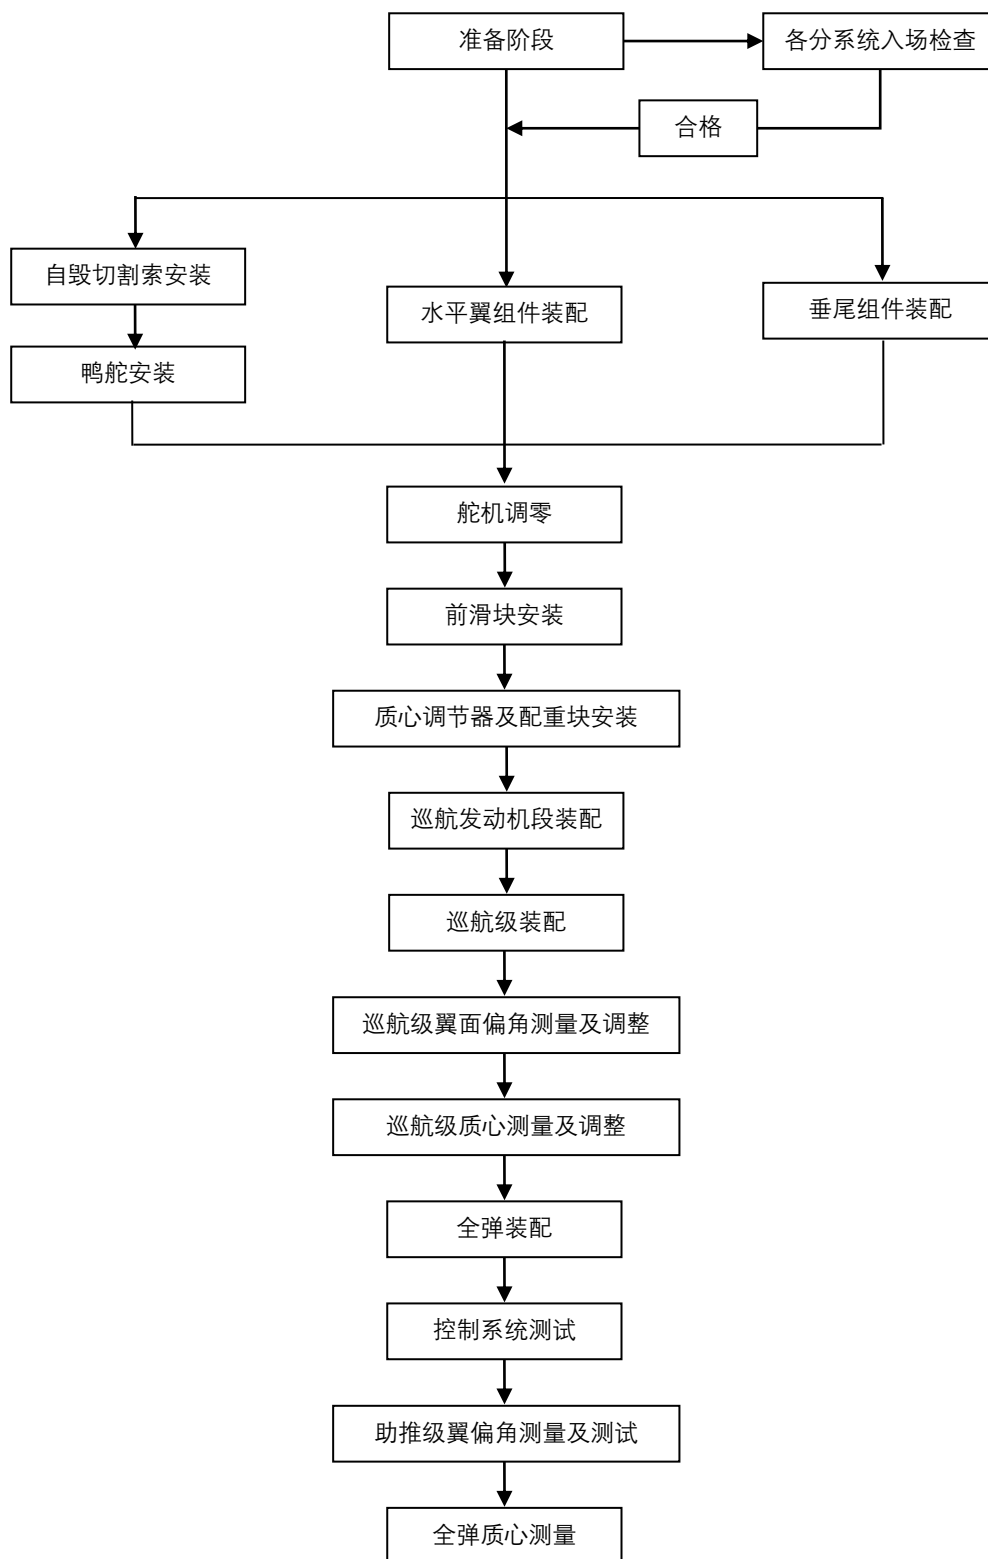 准备阶段
各分系统入场检查
合格
自毁切割索安装
水平翼组件装配
垂尾组件装配
鸭舵安装
舵机调零
前滑块安装
质心调节器及配重块安装
巡航发动机段装配
巡航级装配
巡航级翼面偏角测量及调整
巡航级质心测量及调整
全弹装配
控制系统测试
助推级翼偏角测量及测试
全弹质心测量